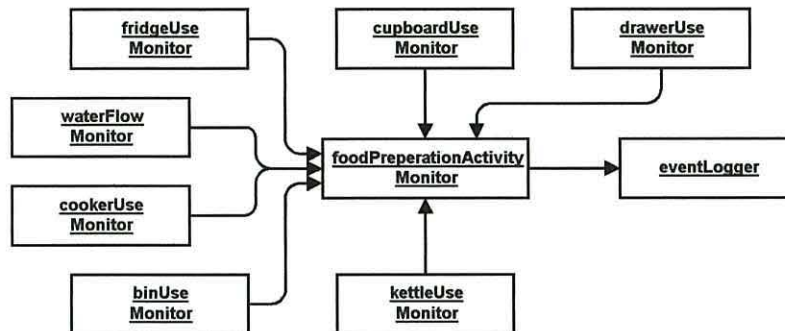 fridgeUse
Monitor
cupboardUse
Monitor
drawerUse
Monitor
waterFlow
Monitor
foodPreperationActivity
Monitor
eventLogger
cookerUse
Monitor
binUse
Monitor
kettleUse
Monitor